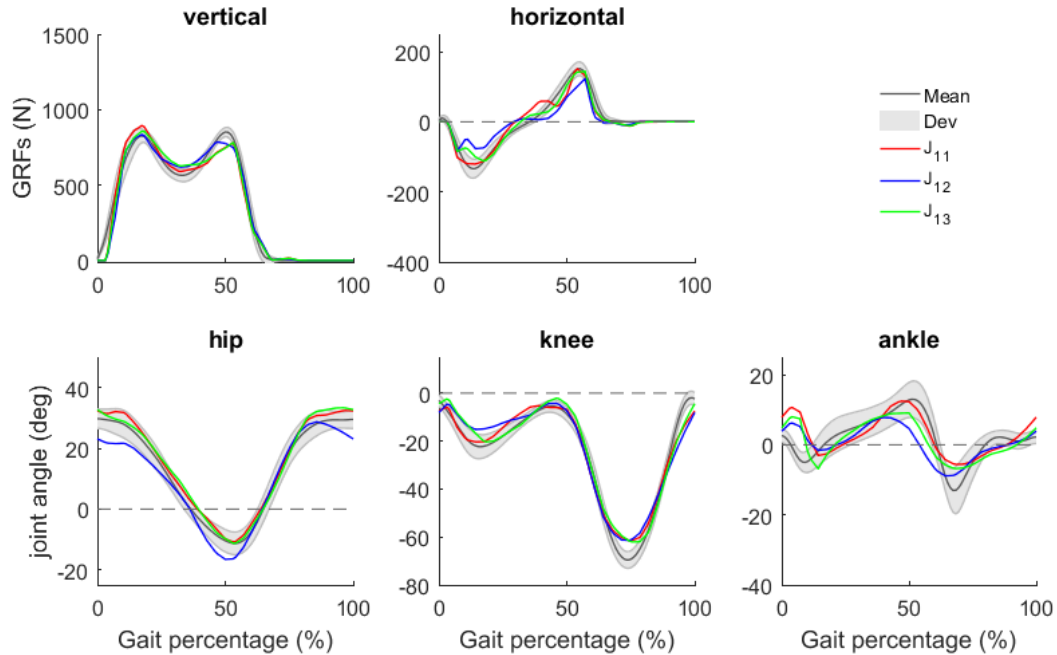 vertical
horizontal
GRFs (N)
1500
1000
500
0
0
50
100
200
0
-200
-400
0
50
100
Mean
Dev
J11
J12
J13
hip
knee
ankle
joint angle (deg)
40
20
0
-20
0
50
100
Gait percentage (%)
0
-20
-40
-60
-80
0
50
100
Gait percentage (%)
20
0
-20
-40
0
50
100
Gait percentage (%)